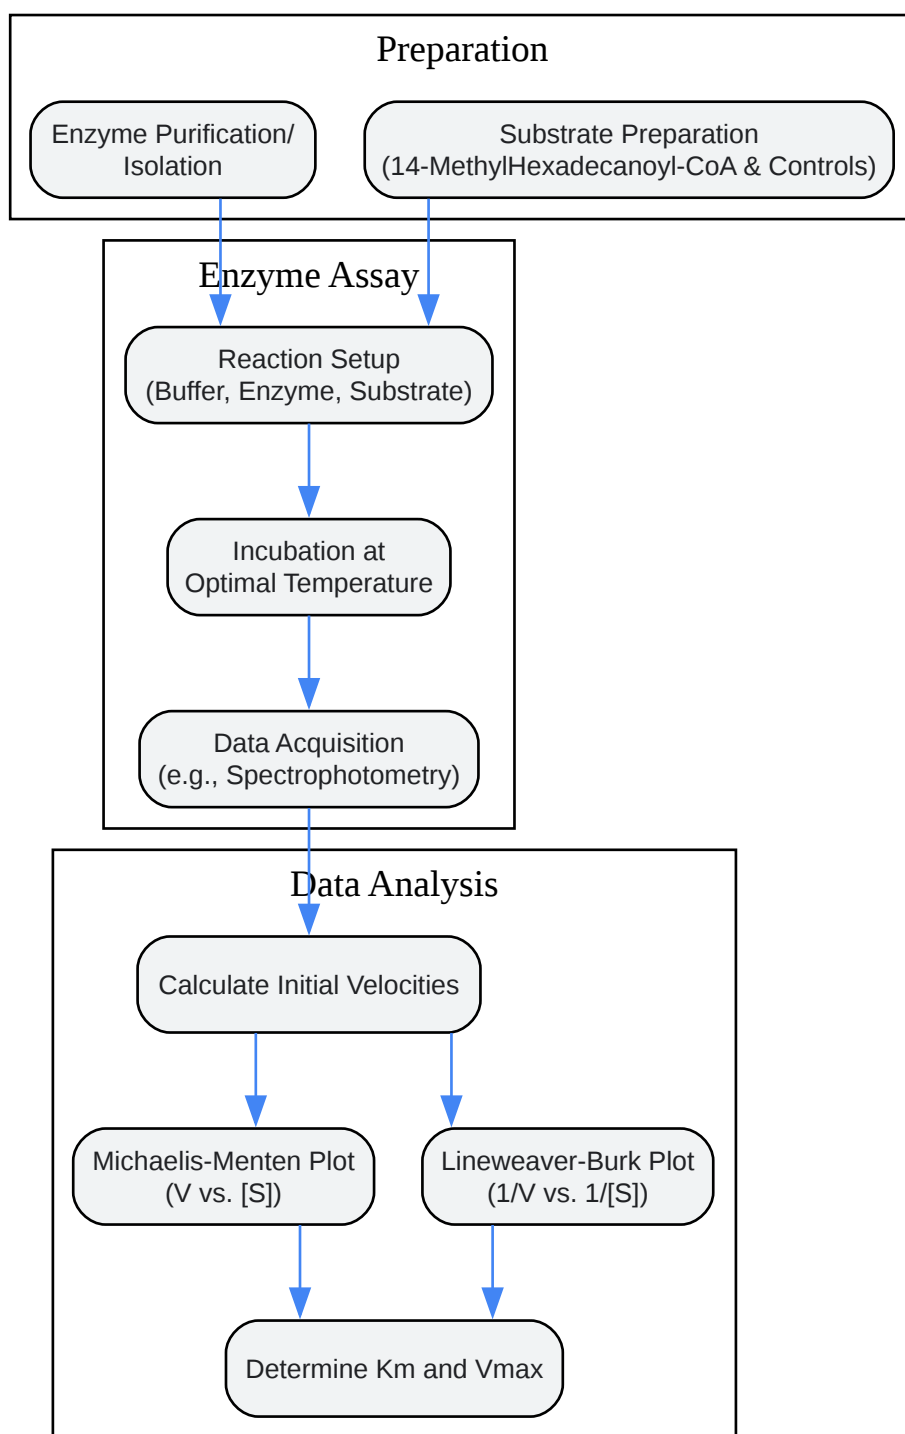 Preparation
Enzyme Purification/
Isolation
Substrate Preparation
(14-MethylHexadecanoyl-CoA & Controls)
Enzyme Assay
Reaction Setup
(Buffer, Enzyme, Substrate)
Incubation at
Optimal Temperature
Data Acquisition
(e.g., Spectrophotometry)
Data Analysis
Calculate Initial Velocities
Michaelis-Menten Plot
(V vs. [S])
Lineweaver-Burk Plot
(1/V vs. 1/[S])
Determine Km and Vmax